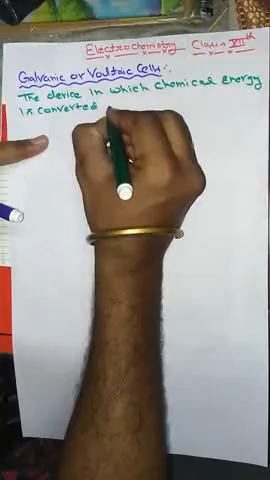 Electrochemistry Class → XIIth
Galvanic or Voltaic Cell :
The device in which chemical energy
is converted